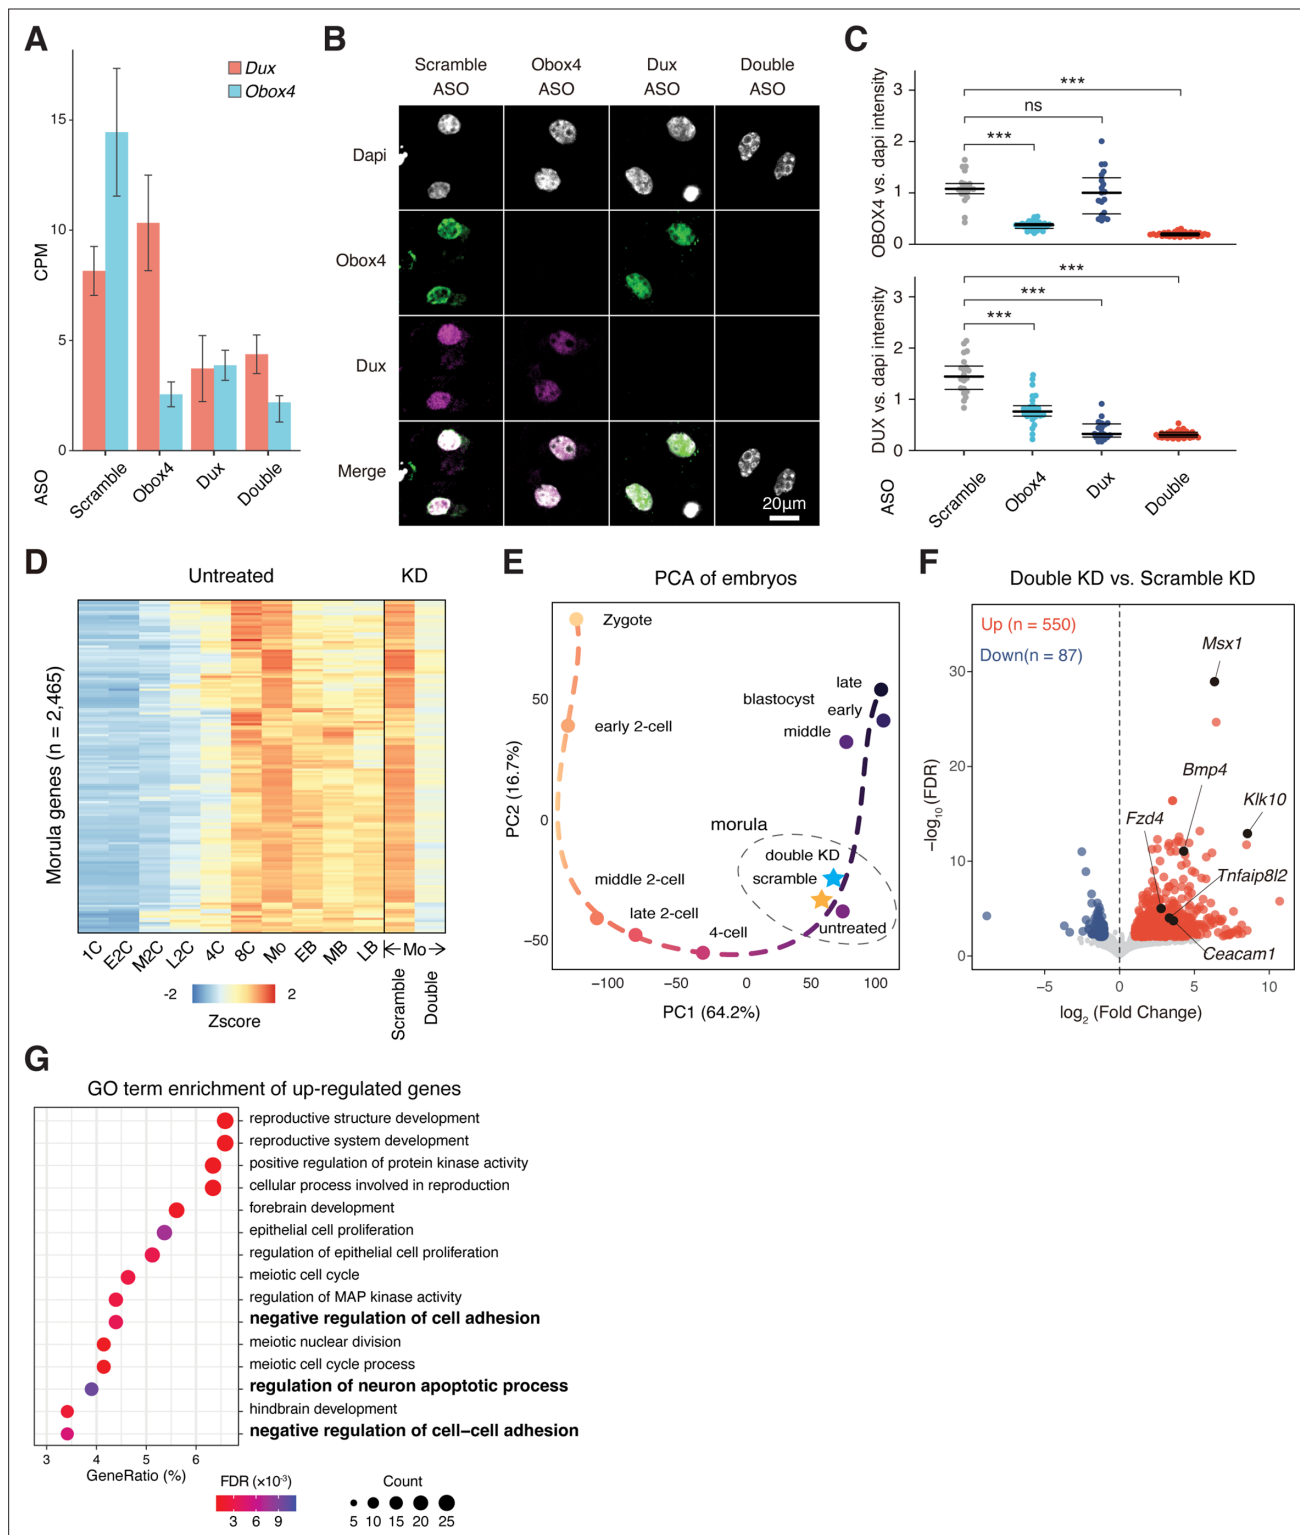 A
CPM
15
10
5
0
Dux
Obox4
ASO
Scramble
Obox4
Dux
Double
B
Scramble ASO
Obox4 ASO
Dux ASO
Double ASO
Dapi
Obox4
Dux
Merge
20μm
C
OBOX4 vs. dapi intensity
3
2
1
0
***
ns
***
DUX vs. dapi intensity
3
2
1
0
***
***
***
ASO
Scramble
Obox4
Dux
Double
D
Untreated
KD
Morula genes (n = 2,465)
1C
E2C
M2C
L2C
4C
8C
Mo
EB
MB
LB
Mo
Scramble
Double
-2
2
Zscore
E
PCA of embryos
PC2 (16.7%)
50
0
−50
Zygote
early 2-cell
middle 2-cell
late 2-cell
4-cell
morula
double KD
scramble
untreated
blastocyst
late
early
middle
−100
−50
0
50
100
PC1 (64.2%)
F
Double KD vs. Scramble KD
Up (n = 550)
Down(n = 87)
−log10 (FDR)
30
20
10
0
Msx1
Bmp4
Klk10
Fzd4
Tnfaip8l2
Ceacam1
−5
0
5
10
log2 (Fold Change)
G
GO term enrichment of up-regulated genes
reproductive structure development
reproductive system development
positive regulation of protein kinase activity
cellular process involved in reproduction
forebrain development
epithelial cell proliferation
regulation of epithelial cell proliferation
meiotic cell cycle
regulation of MAP kinase activity
negative regulation of cell adhesion
meiotic nuclear division
meiotic cell cycle process
regulation of neuron apoptotic process
hindbrain development
negative regulation of cell−cell adhesion
3
4
5
6
GeneRatio (%)
FDR (×10-3)
3
6
9
Count
5
10
15
20
25